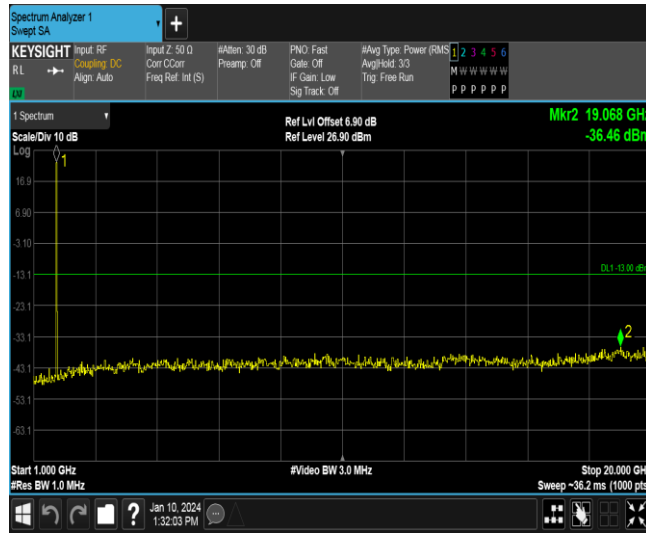 Spectrum Analyzer 1
Swept SA
+
KEYSIGHT Input: RF Input Z: 50 Ω #Atten: 30 dB PNO: Fast #Avg Type: Power (RMS 1 2 3 4 5 6
RL Coupling: DC Corr CCorr Preamp: Off Gate: Off Avg|Hold: 3/3 M W W W W W
Align: Auto Freq Ref: Int (S) IF Gain: Low Trig: Free Run
LXI Sig Track: Off P P P P P P
1 Spectrum Ref Lvl Offset 6.90 dB Mkr2 19.068 GHz
Scale/Div 10 dB Ref Level 26.90 dBm -36.46 dBm
Log
1
16.9
6.90
-3.10
-13.1 DL1 -13.00 dBm
-23.1
-33.1 2
-43.1
-53.1
-63.1
Start 1.000 GHz #Video BW 3.0 MHz Stop 20.000 GH
#Res BW 1.0 MHz Sweep ~36.2 ms (1000 pts
? Jan 10, 2024
1:32:03 PM